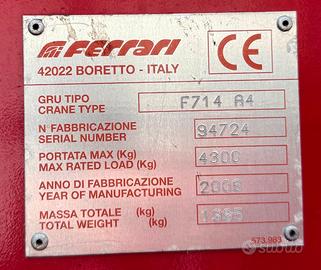 Ferrari
CE
42022 BORETTO - ITALY
GRU TIPO
CRANE TYPE
F714 A4
N° FABBRICAZIONE
SERIAL NUMBER
94724
PORTATA MAX (Kg)
MAX RATED LOAD (Kg)
4300
ANNO DI FABBRICAZIONE
YEAR OF MANUFACTURING
2008
MASSA TOTALE (kg)
TOTAL WEIGHT (kg)
subito